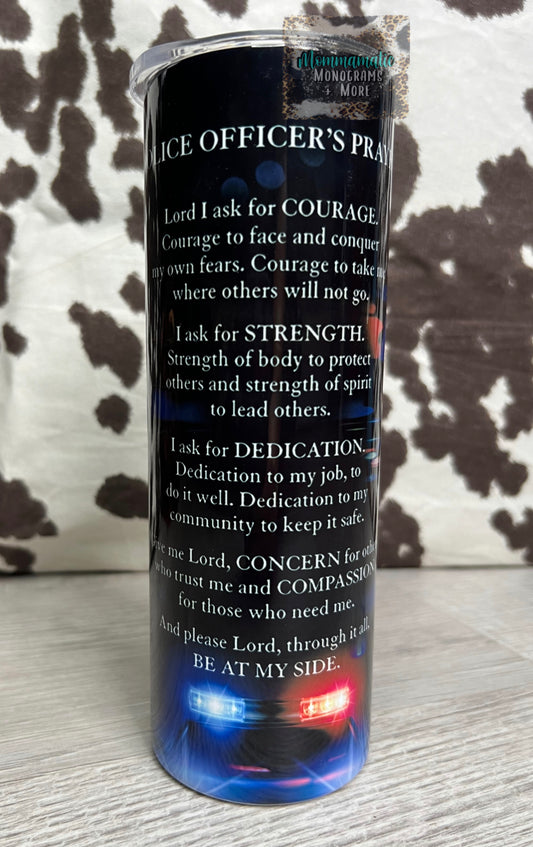 Mommamatic
MONOGRAMS
+ MORE
OLICE OFFICER'S PRAY
Lord I ask for COURAGE.
Courage to face and conquer
my own fears. Courage to take me
where others will not go.
I ask for STRENGTH.
Strength of body to protect
others and strength of spirit
to lead others.
I ask for DEDICATION.
Dedication to my job, to
do it well. Dedication to my
community to keep it safe.
ive me Lord, CONCERN for othe
who trust me and COMPASSION
for those who need me.
And please Lord, through it all,
BE AT MY SIDE.